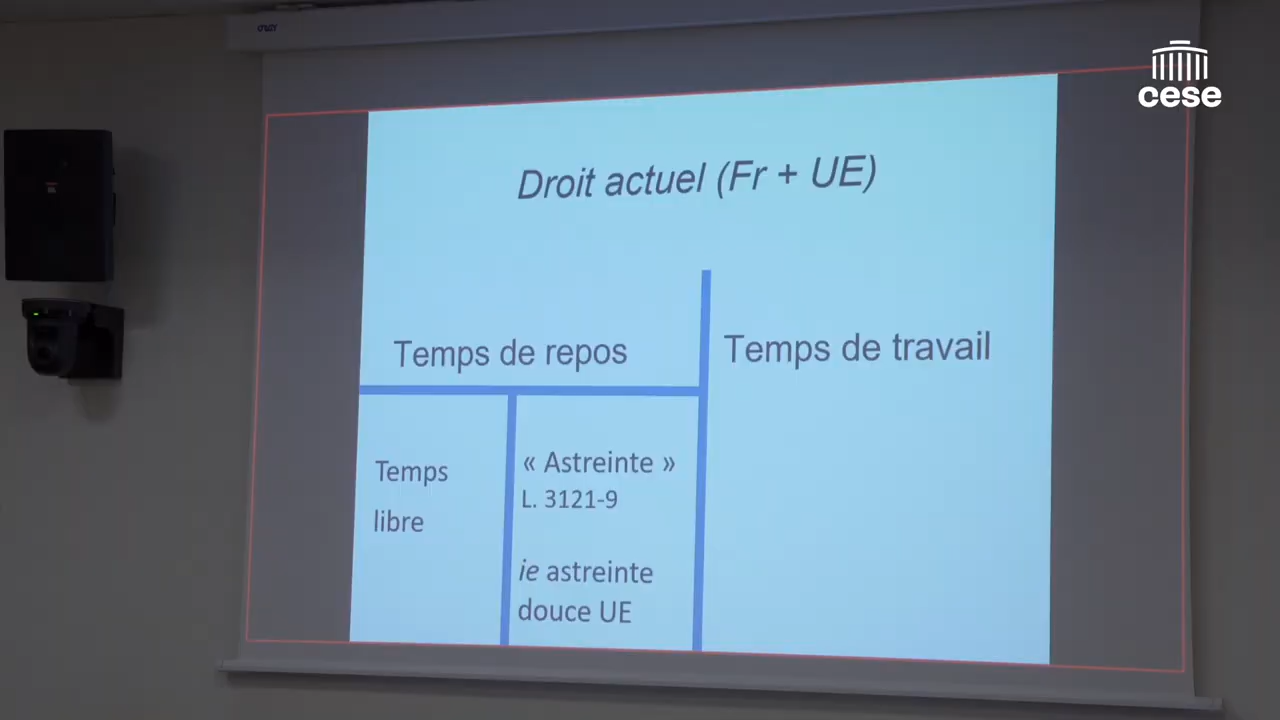 cese
Droit actuel (Fr + UE)
Temps de repos
Temps de travail
Temps
libre
« Astreinte »
L. 3121-9
ie astreinte
douce UE